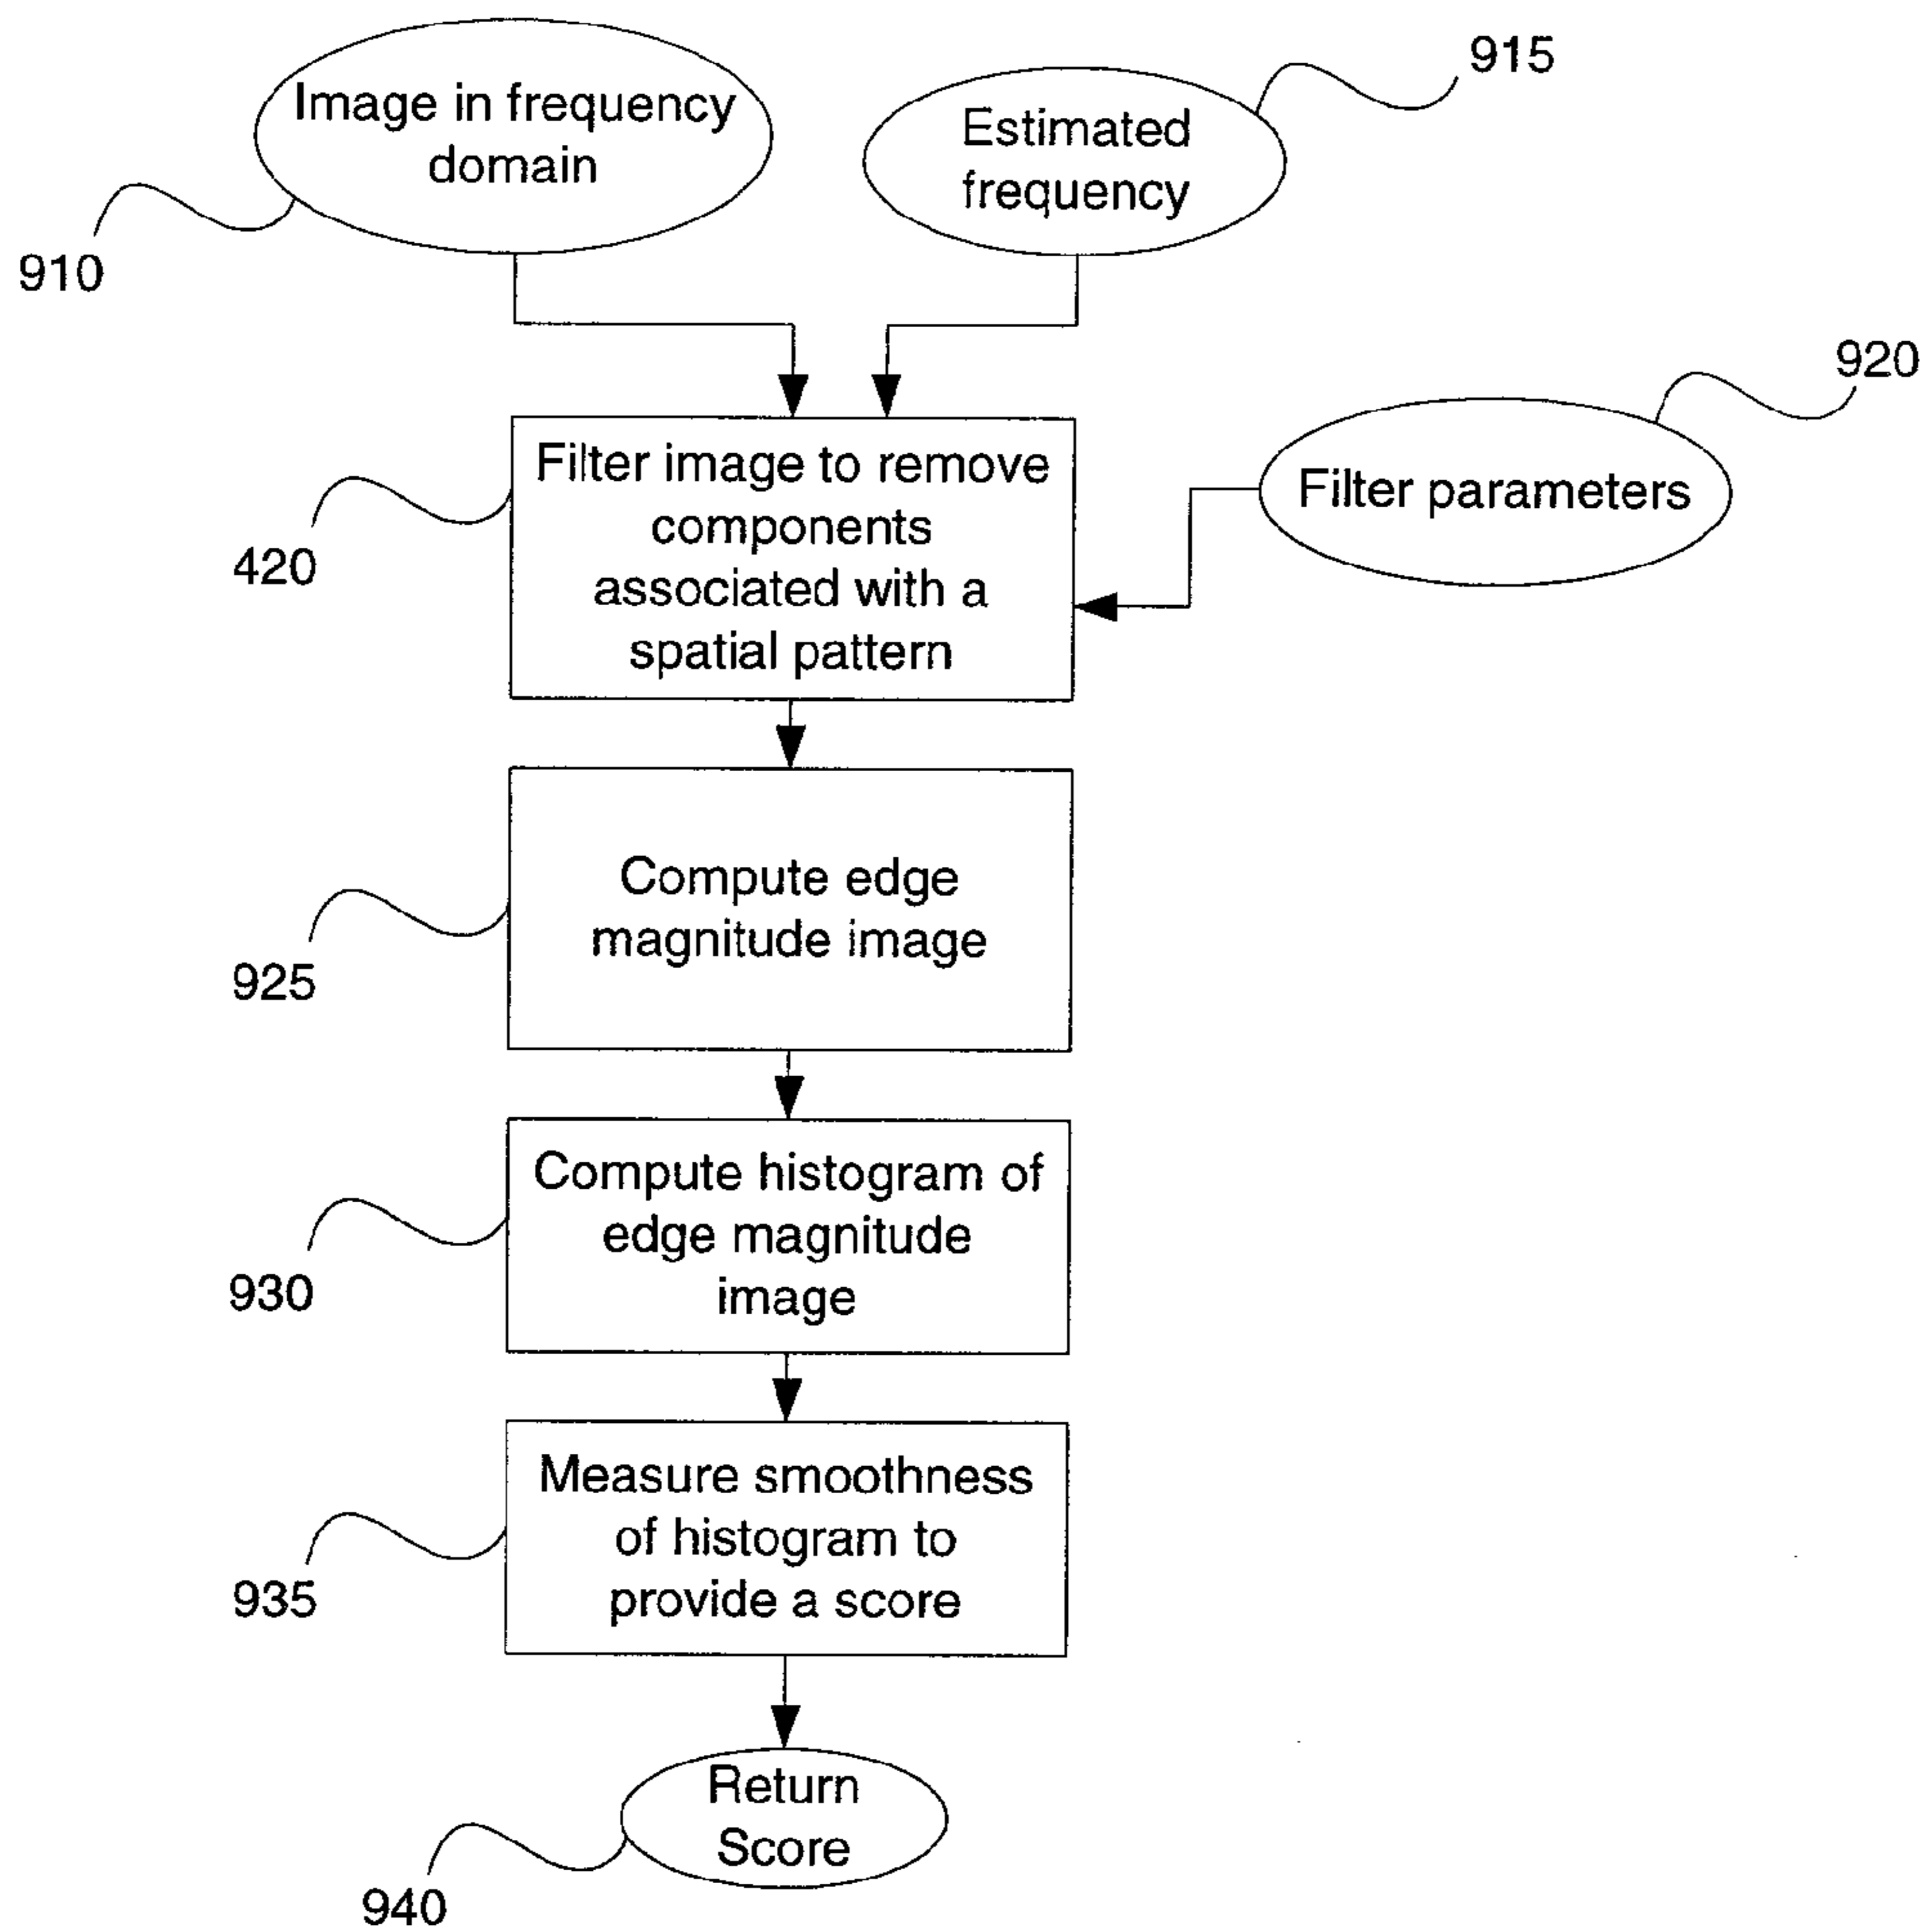 915
Image in frequency
domain
Estimated
frequency
910
920
Filter image to remove
components
associated with a
spatial pattern
Filter parameters
420
Compute edge
magnitude image
925
Compute histogram of
edge magnitude
image
930
Measure smoothness
of histogram to
provide a score
935
Return
Score
940